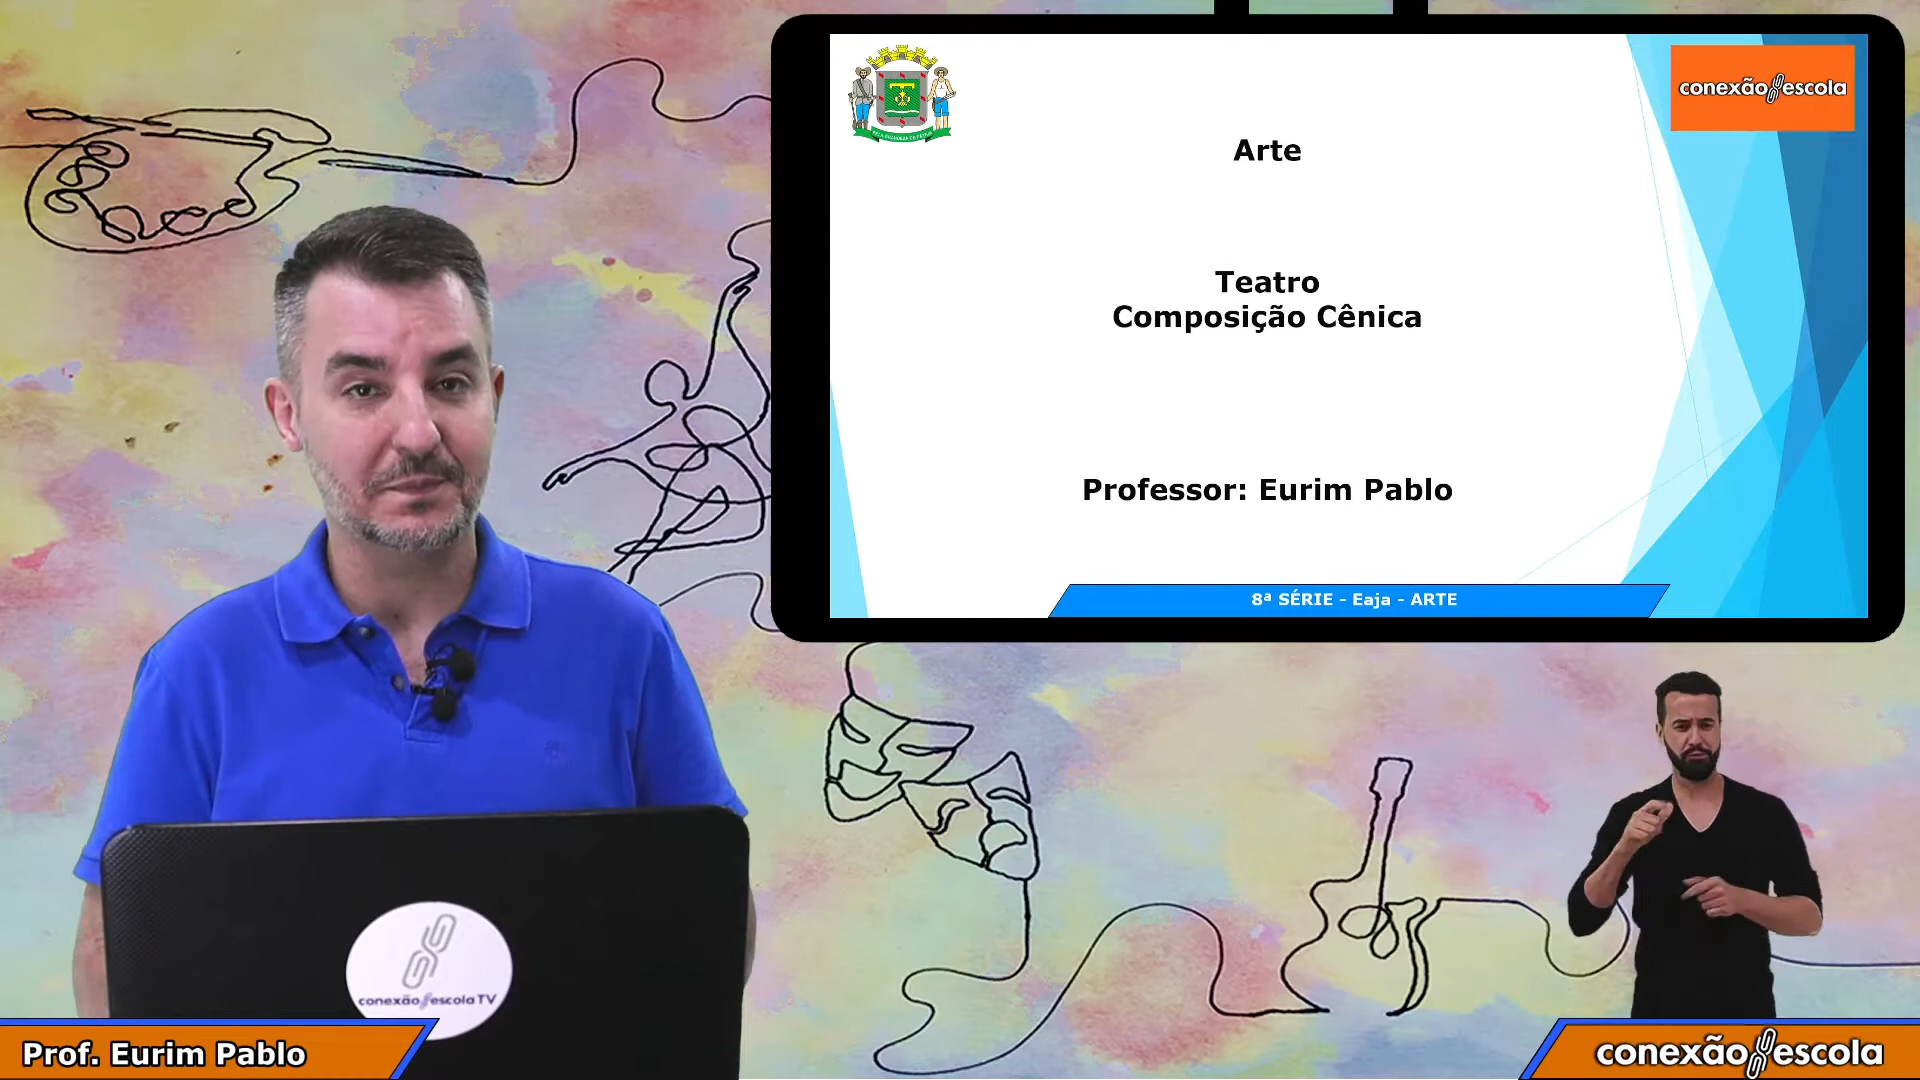 conexão escola
Arte
Teatro
Composição Cênica
Professor: Eurim Pablo
8ª SÉRIE - Eaja - ARTE
conexão escola TV
Prof. Eurim Pablo
conexão escola